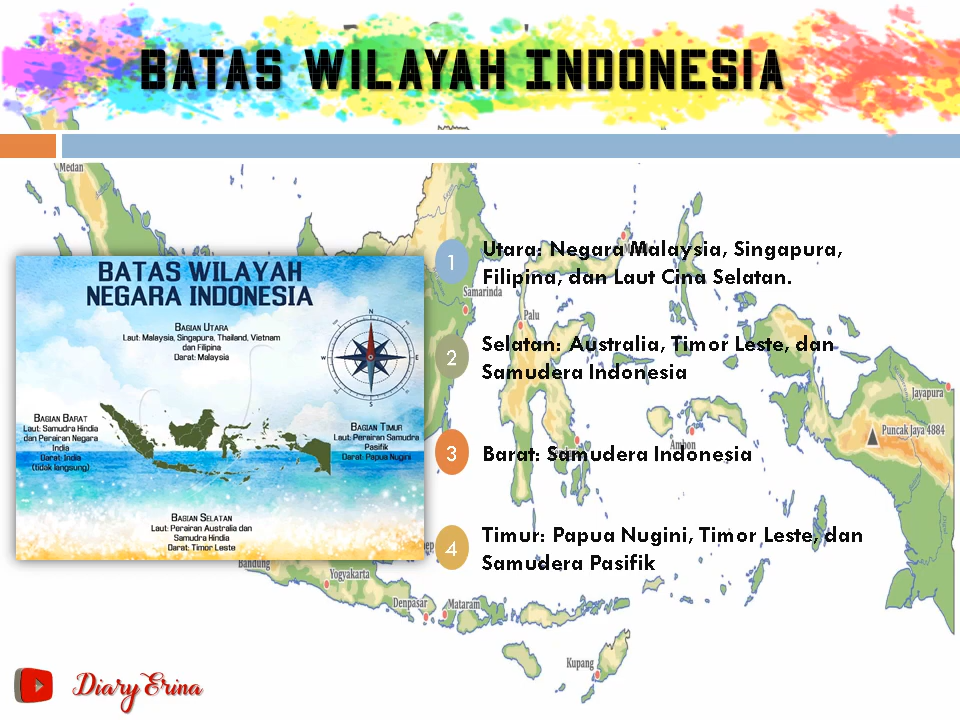 BATAS WILAYAH INDONESIA
Medan
Samarinda
Palu
Ambon
Jayapura
Puncak Jaya 4884
Bandung
Yogyakarta
Denpasar
Mataram
Kupang
BATAS WILAYAH
NEGARA INDONESIA
BAGIAN UTARA
Laut: Malaysia, Singapura, Thailand, Vietnam
dan Filipina
Darat: Malaysia
N
W
E
S
BAGIAN BARAT
Laut: Samudra Hindia
dan Perairan Negara
India
Darat: India
(tidak langsung)
BAGIAN TIMUR
Laut: Perairan Samudra
Pasifik
Darat: Papua Nugini
BAGIAN SELATAN
Laut: Perairan Australia dan
Samudra Hindia
Darat: Timor Leste
1
Utara: Negara Malaysia, Singapura,
Filipina, dan Laut Cina Selatan.
2
Selatan: Australia, Timor Leste, dan
Samudera Indonesia
3
Barat: Samudera Indonesia
4
Timur: Papua Nugini, Timor Leste, dan
Samudera Pasifik
Diary Erina